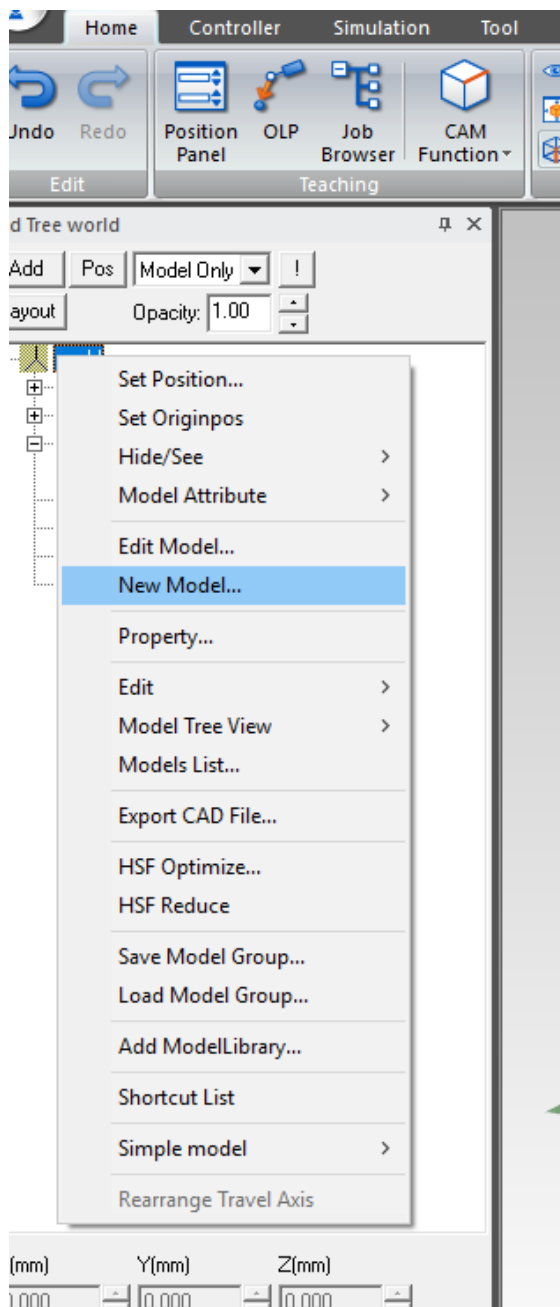 Home Controller Simulation Tool
Undo Redo Position Panel OLP Job Browser CAM Function
Edit Teaching
d Tree world
Add Pos Model Only !
ayout Opacity: 1.00
Set Position...
Set Originpos
Hide/See
Model Attribute
Edit Model...
New Model...
Property...
Edit
Model Tree View
Models List...
Export CAD File...
HSF Optimize...
HSF Reduce
Save Model Group...
Load Model Group...
Add ModelLibrary...
Shortcut List
Simple model
Rearrange Travel Axis
(mm) Y(mm) Z(mm)
0.000 0.000 0.000